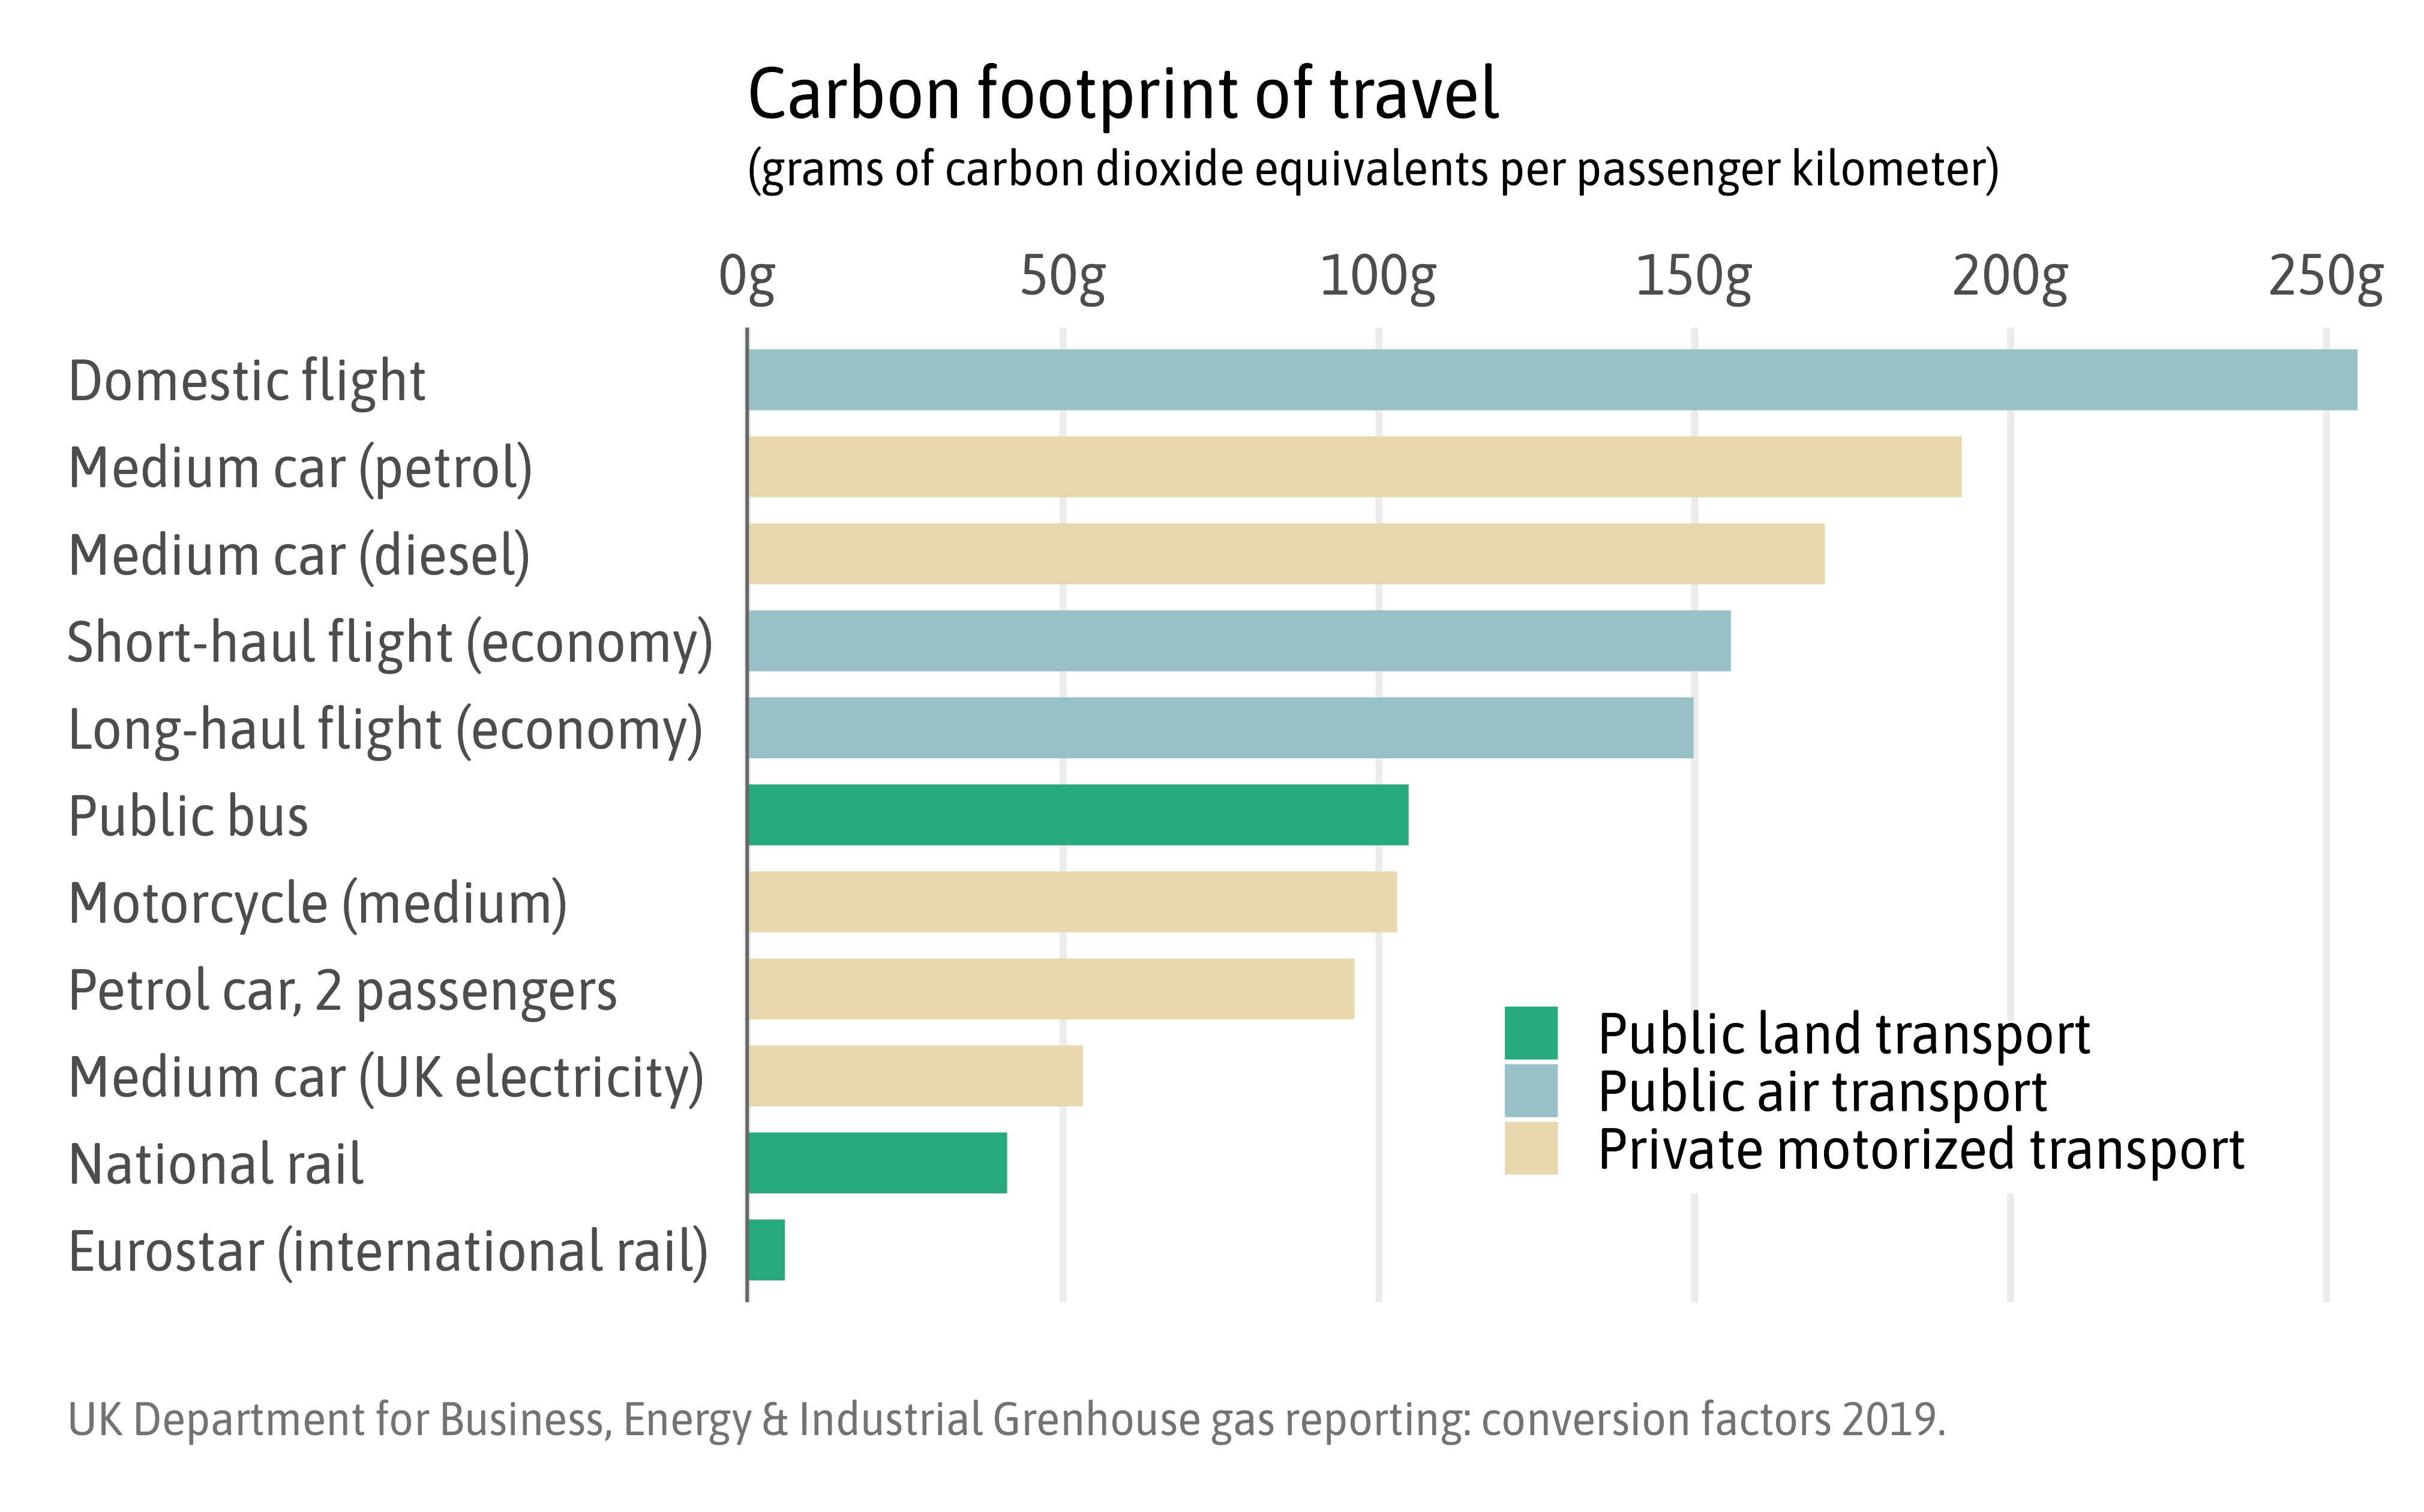 Carbon footprint of travel
(grams of carbon dioxide equivalents per passenger kilometer)
0g 50g 100g 150g 200g 250g
Domestic flight
Medium car (petrol)
Medium car (diesel)
Short-haul flight (economy)
Long-haul flight (economy)
Public bus
Motorcycle (medium)
Petrol car, 2 passengers
Medium car (UK electricity)
National rail
Eurostar (international rail)
Public land transport
Public air transport
Private motorized transport
UK Department for Business, Energy & Industrial Grenhouse gas reporting: conversion factors 2019.